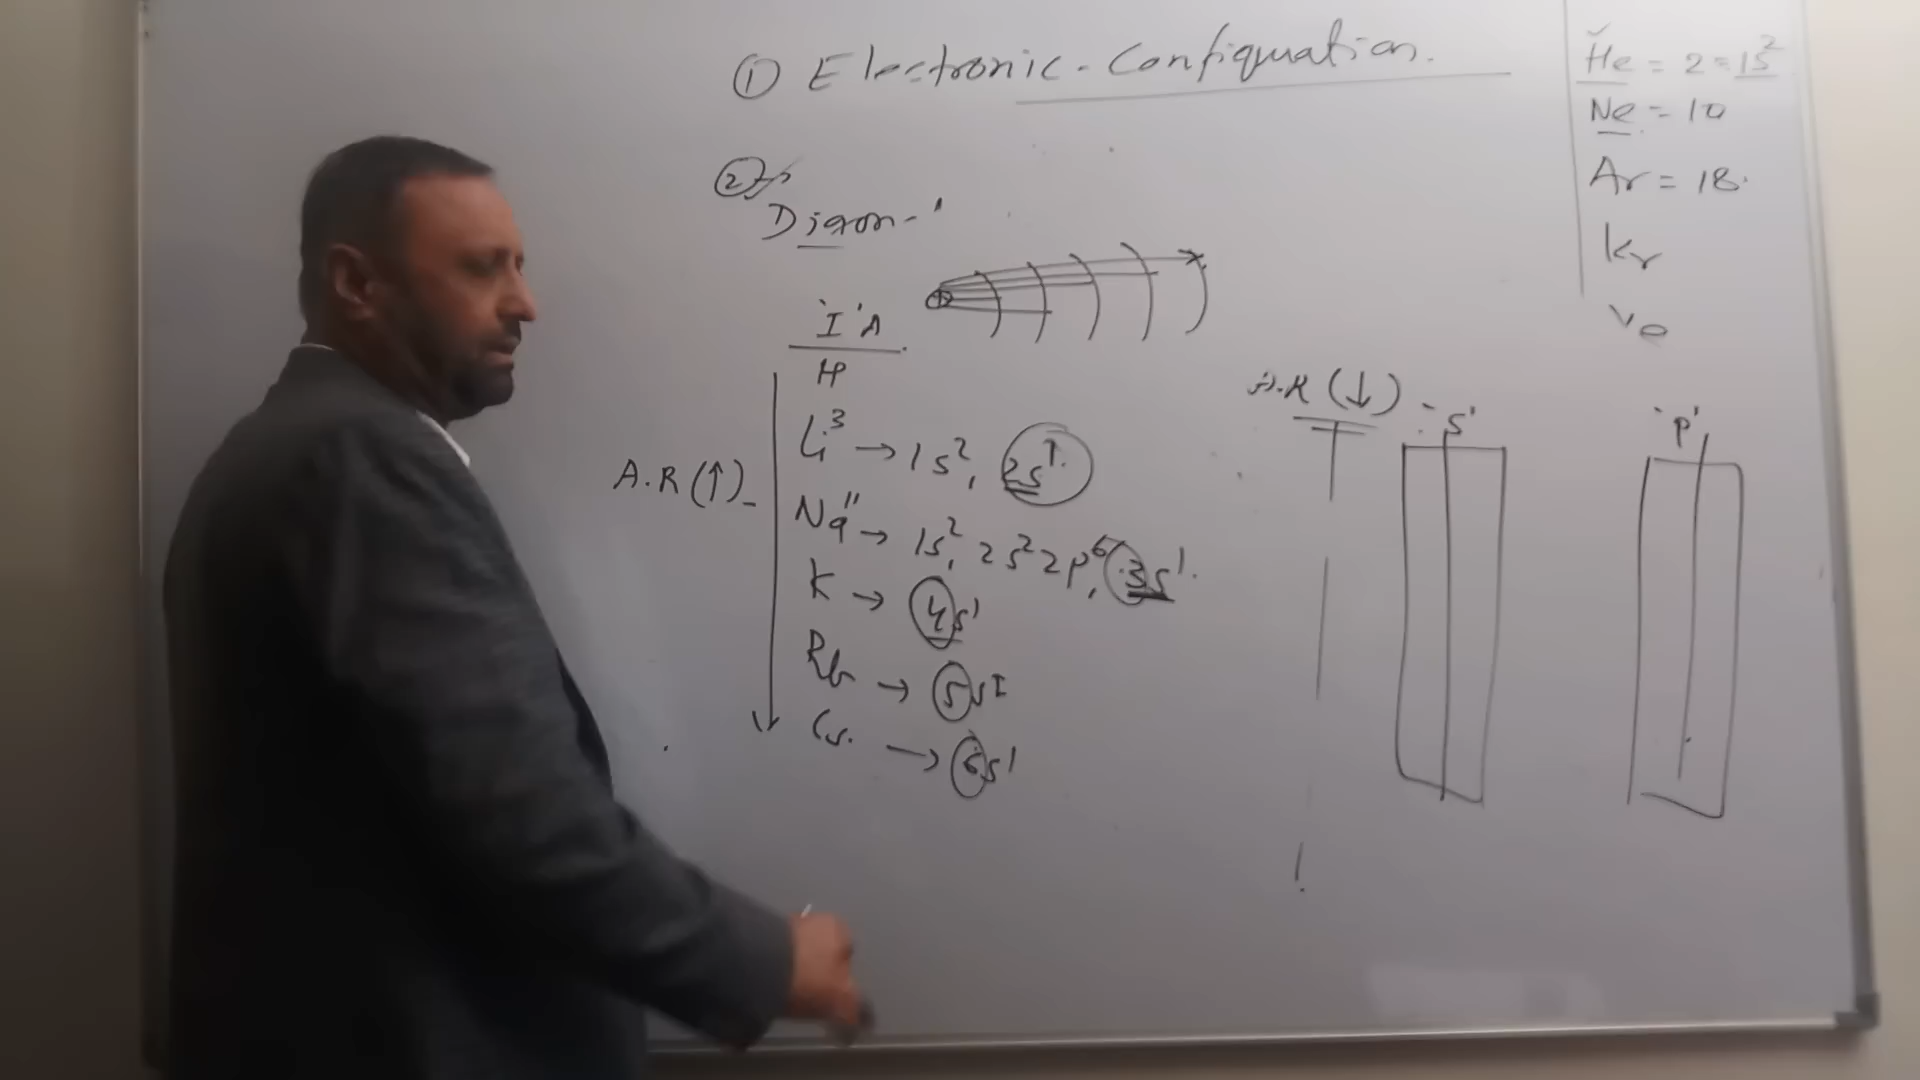 ① Electronic - Configuration.
②
Digon-'
'I'A
H
Li³ → 1s², 2s¹.
A.R (↑) -
Na¹¹ → 1s², 2s² 2p⁶, 3s¹.
K → 4s¹
Rb → 5s¹
Cs. → 6s¹
A.R (↓)
's'
'p'
He = 2 = 1s²
Ne = 10
Ar = 18.
Kr